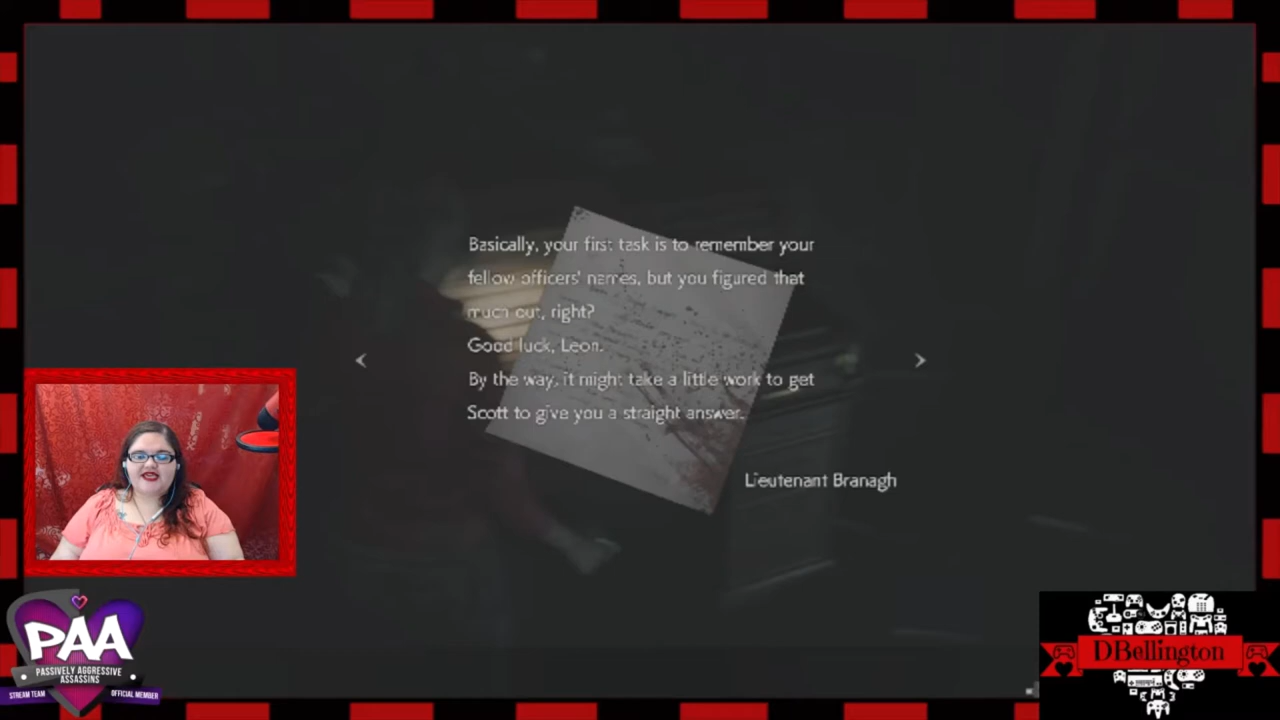 Basically, your first task is to remember your
fellow officers' names, but you figured that
much out, right?
Good luck, Leon.
By the way, it might take a little work to get
Scott to give you a straight answer.
Lieutenant Branagh
PAA
PASSIVELY AGGRESSIVE
ASSASSINS
STREAM TEAM
OFFICIAL MEMBER
DBellington